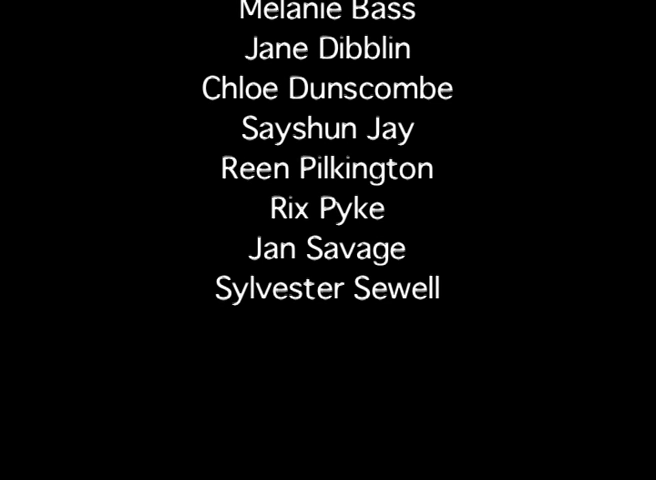 Melanie Bass
Jane Dibblin
Chloe Dunscombe
Sayshun Jay
Reen Pilkington
Rix Pyke
Jan Savage
Sylvester Sewell